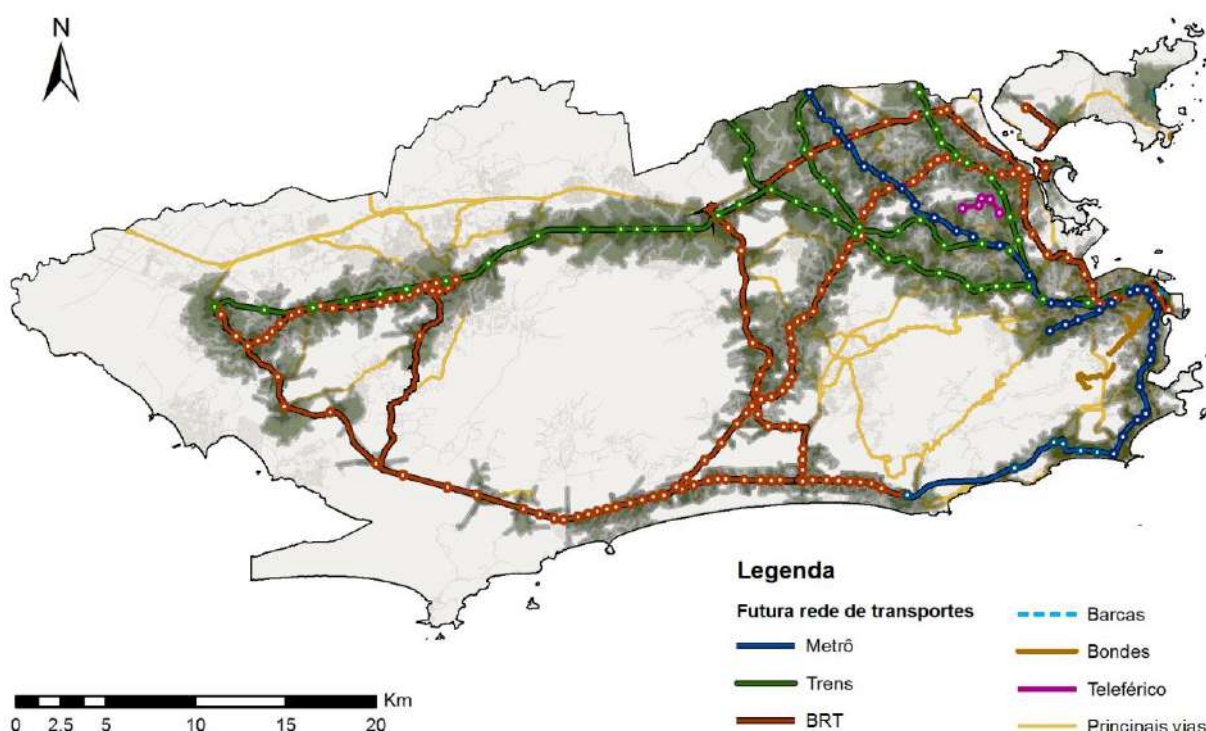 N
Legenda
Futura rede de transportes
Metrô
Trens
BRT
Barcas
Bondes
Teleférico
Principais vias
Km
0 2.5 5 10 15 20